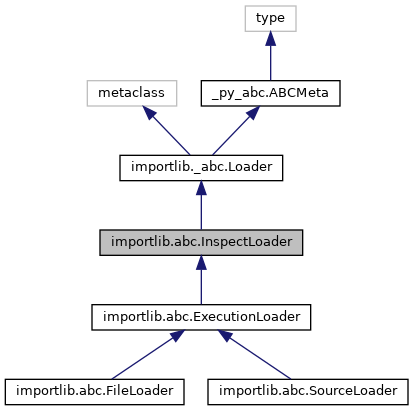 type
metaclass
_py_abc.ABCMeta
importlib._abc.Loader
importlib.abc.InspectLoader
importlib.abc.ExecutionLoader
importlib.abc.FileLoader
importlib.abc.SourceLoader